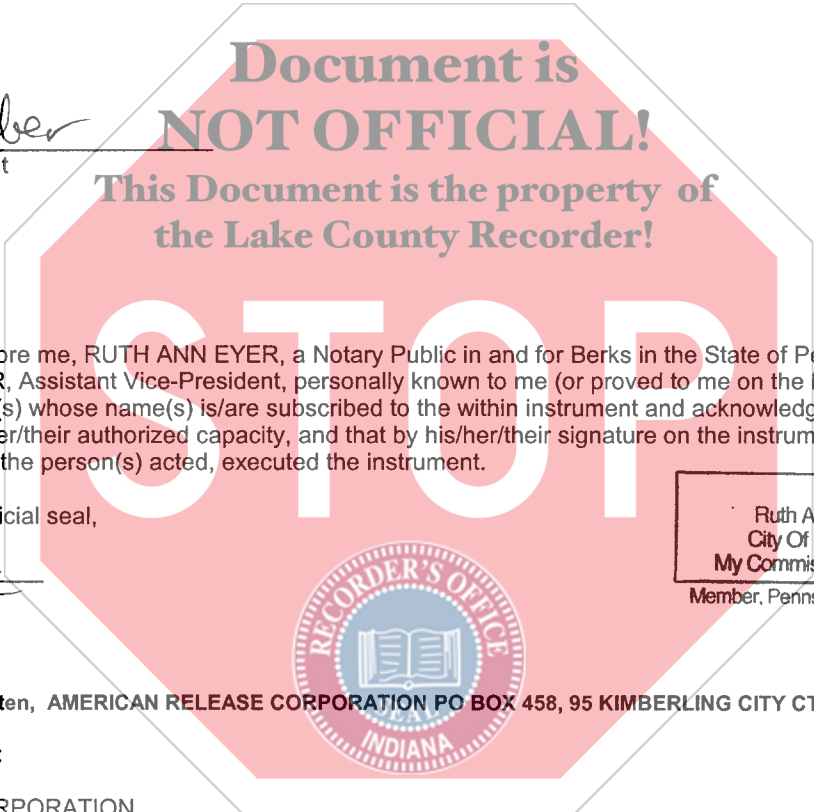 Document is
NOT OFFICIAL!
ber
t
This Document is the property of
the Lake County Recorder!
STOP
ore me, RUTH ANN EYER, a Notary Public in and for Berks in the State of Pe
R, Assistant Vice-President, personally known to me (or proved to me on the
(s) whose name(s) is/are subscribed to the within instrument and acknowledg
er/their authorized capacity, and that by his/her/their signature on the instrum
the person(s) acted, executed the instrument.
icial seal,
Ruth A
City Of
My Commis
Member, Penns
RECORDER'S OFFICE
SEAL
INDIANA
ten, AMERICAN RELEASE CORPORATION PO BOX 458, 95 KIMBERLING CITY CT
:
RPORATION